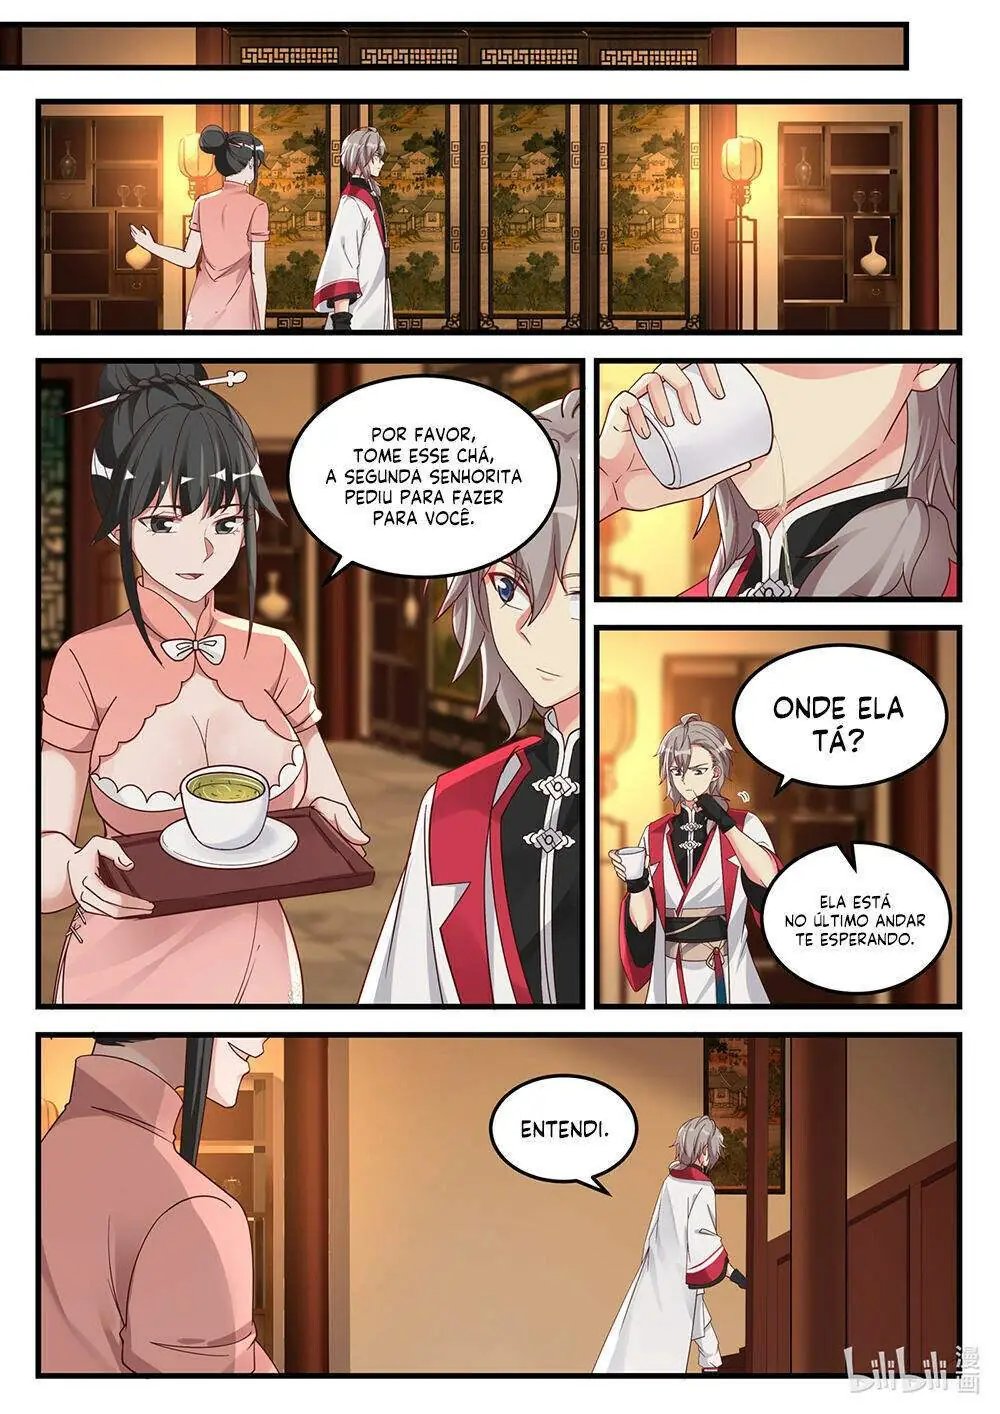 POR FAVOR,
TOME ESSE CHÁ,
A SEGUNDA SENHORITA
PEDIU PARA FAZER
PARA VOCÊ.
ONDE ELA
TÁ?
ELA ESTÁ
NO ÚLTIMO ANDAR
TE ESPERANDO.
ENTENDI.
bilibili 漫画